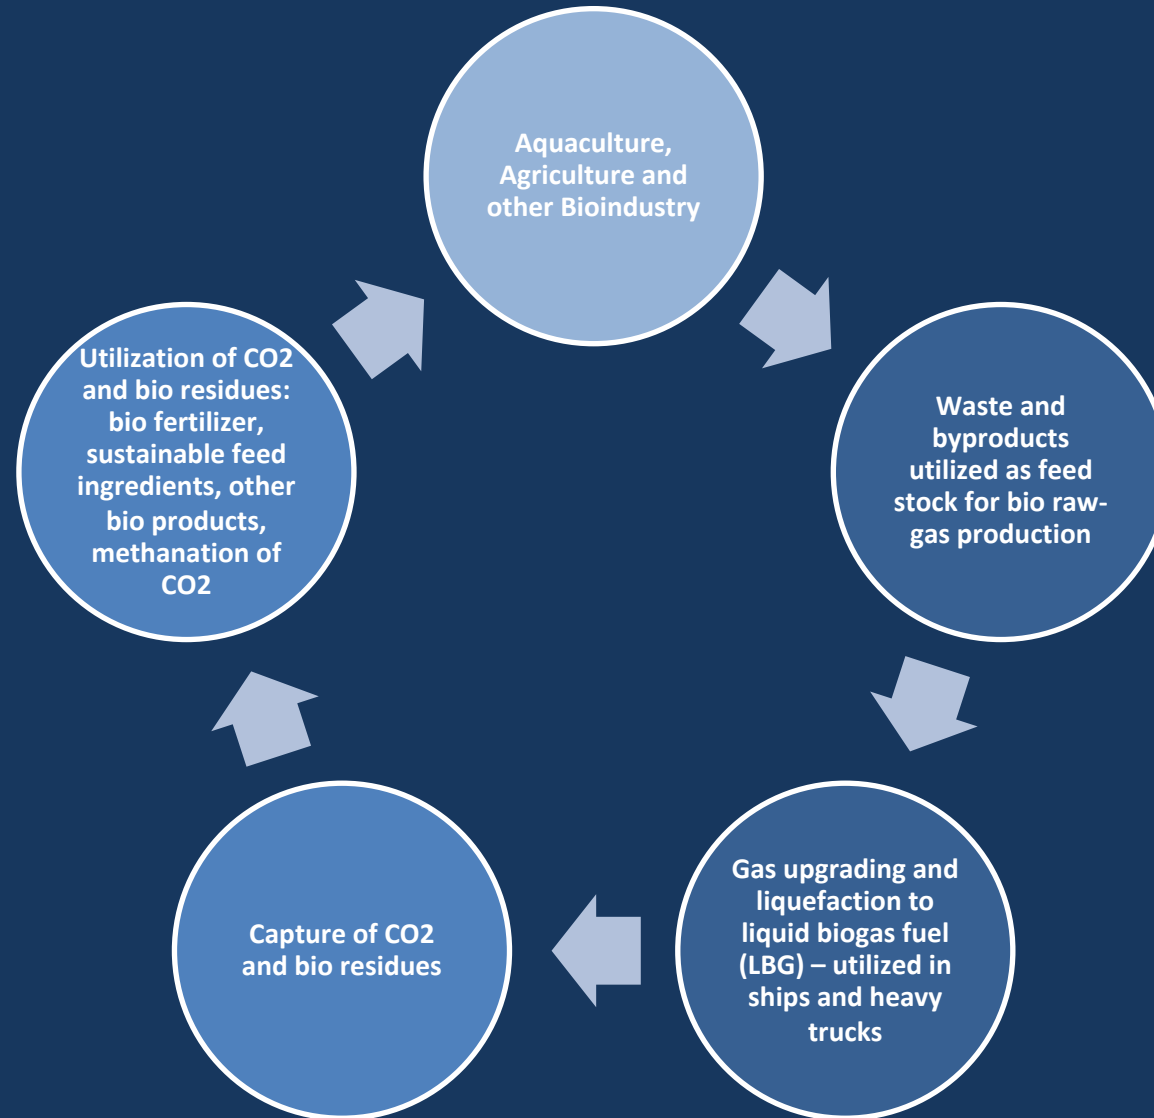 Aquaculture,
Agriculture and
other Bioindustry
Waste and
byproducts
utilized as feed
stock for bio raw-
gas production
Gas upgrading and
liquefaction to
liquid biogas fuel
(LBG) – utilized in
ships and heavy
trucks
Capture of CO2
and bio residues
Utilization of CO2
and bio residues:
bio fertilizer,
sustainable feed
ingredients, other
bio products,
methanation of
CO2